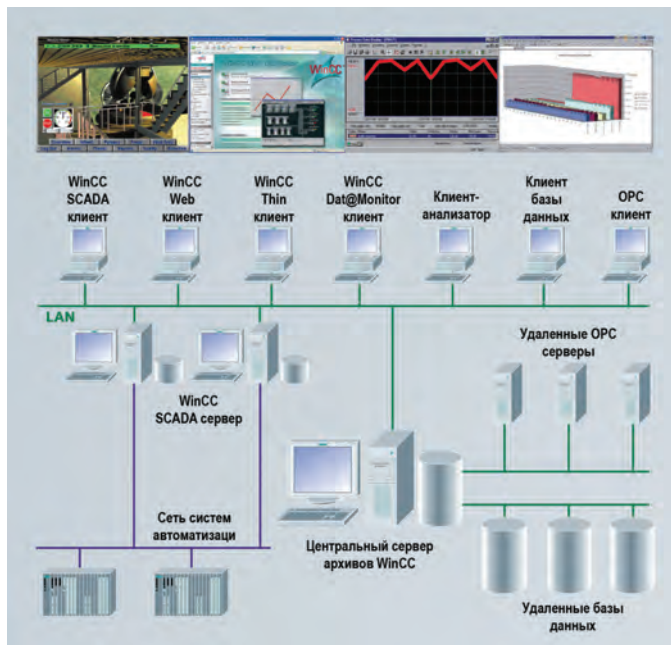 WinCC
WinCC
SCADA
клиент
WinCC
Web
клиент
WinCC
Thin
клиент
WinCC
Dat@Monitor
клиент
Клиент-
анализатор
Клиент
базы
данных
OPC
клиент
LAN
Удаленные OPC
серверы
WinCC
SCADA сервер
Сеть систем
автоматизаци
Центральный сервер
архивов WinCC
Удаленные базы
данных